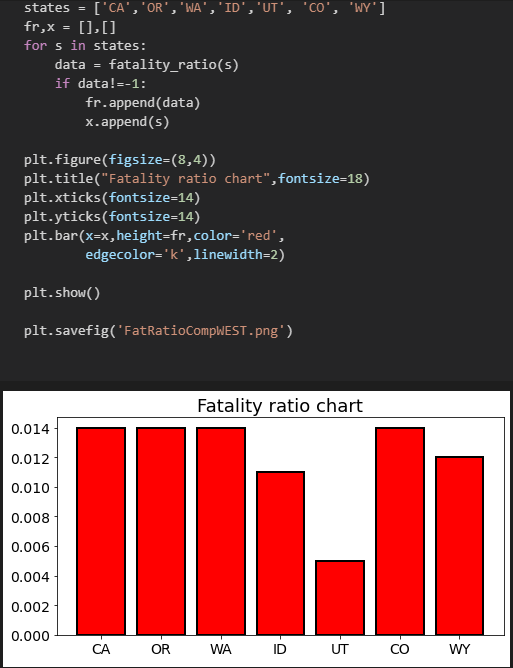 states = ['CA','OR','WA','ID','UT', 'CO', 'WY']
fr,x = [],[]
for s in states:
    data = fatality_ratio(s)
    if data!=-1:
        fr.append(data)
        x.append(s)
plt.figure(figsize=(8,4))
plt.title("Fatality ratio chart",fontsize=18)
plt.xticks(fontsize=14)
plt.yticks(fontsize=14)
plt.bar(x=x,height=fr,color='red',
        edgecolor='k',linewidth=2)
plt.show()
plt.savefig('FatRatioCompWEST.png')
Fatality ratio chart
0.014
0.012
0.010
0.008
0.006
0.004
0.002
0.000
CA OR WA ID UT CO WY